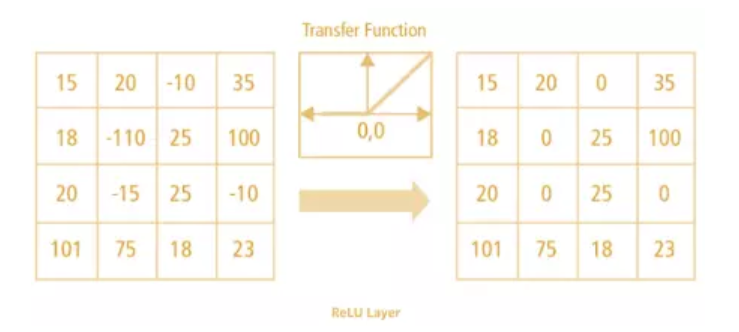 Transfer Function
15 20 -10 35
18 -110 25 100
20 -15 25 -10
101 75 18 23
0,0
15 20 0 35
18 0 25 100
20 0 25 0
101 75 18 23
ReLU Layer